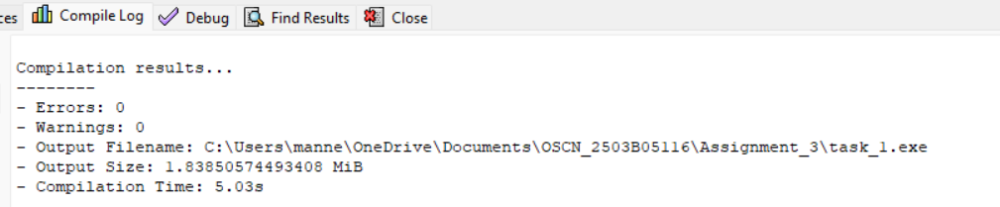 ces Compile Log Debug Find Results Close
Compilation results...
--------
- Errors: 0
- Warnings: 0
- Output Filename: C:\Users\manne\OneDrive\Documents\OSCN_2503B05116\Assignment_3\task_1.exe
- Output Size: 1.83850574493408 MiB
- Compilation Time: 5.03s